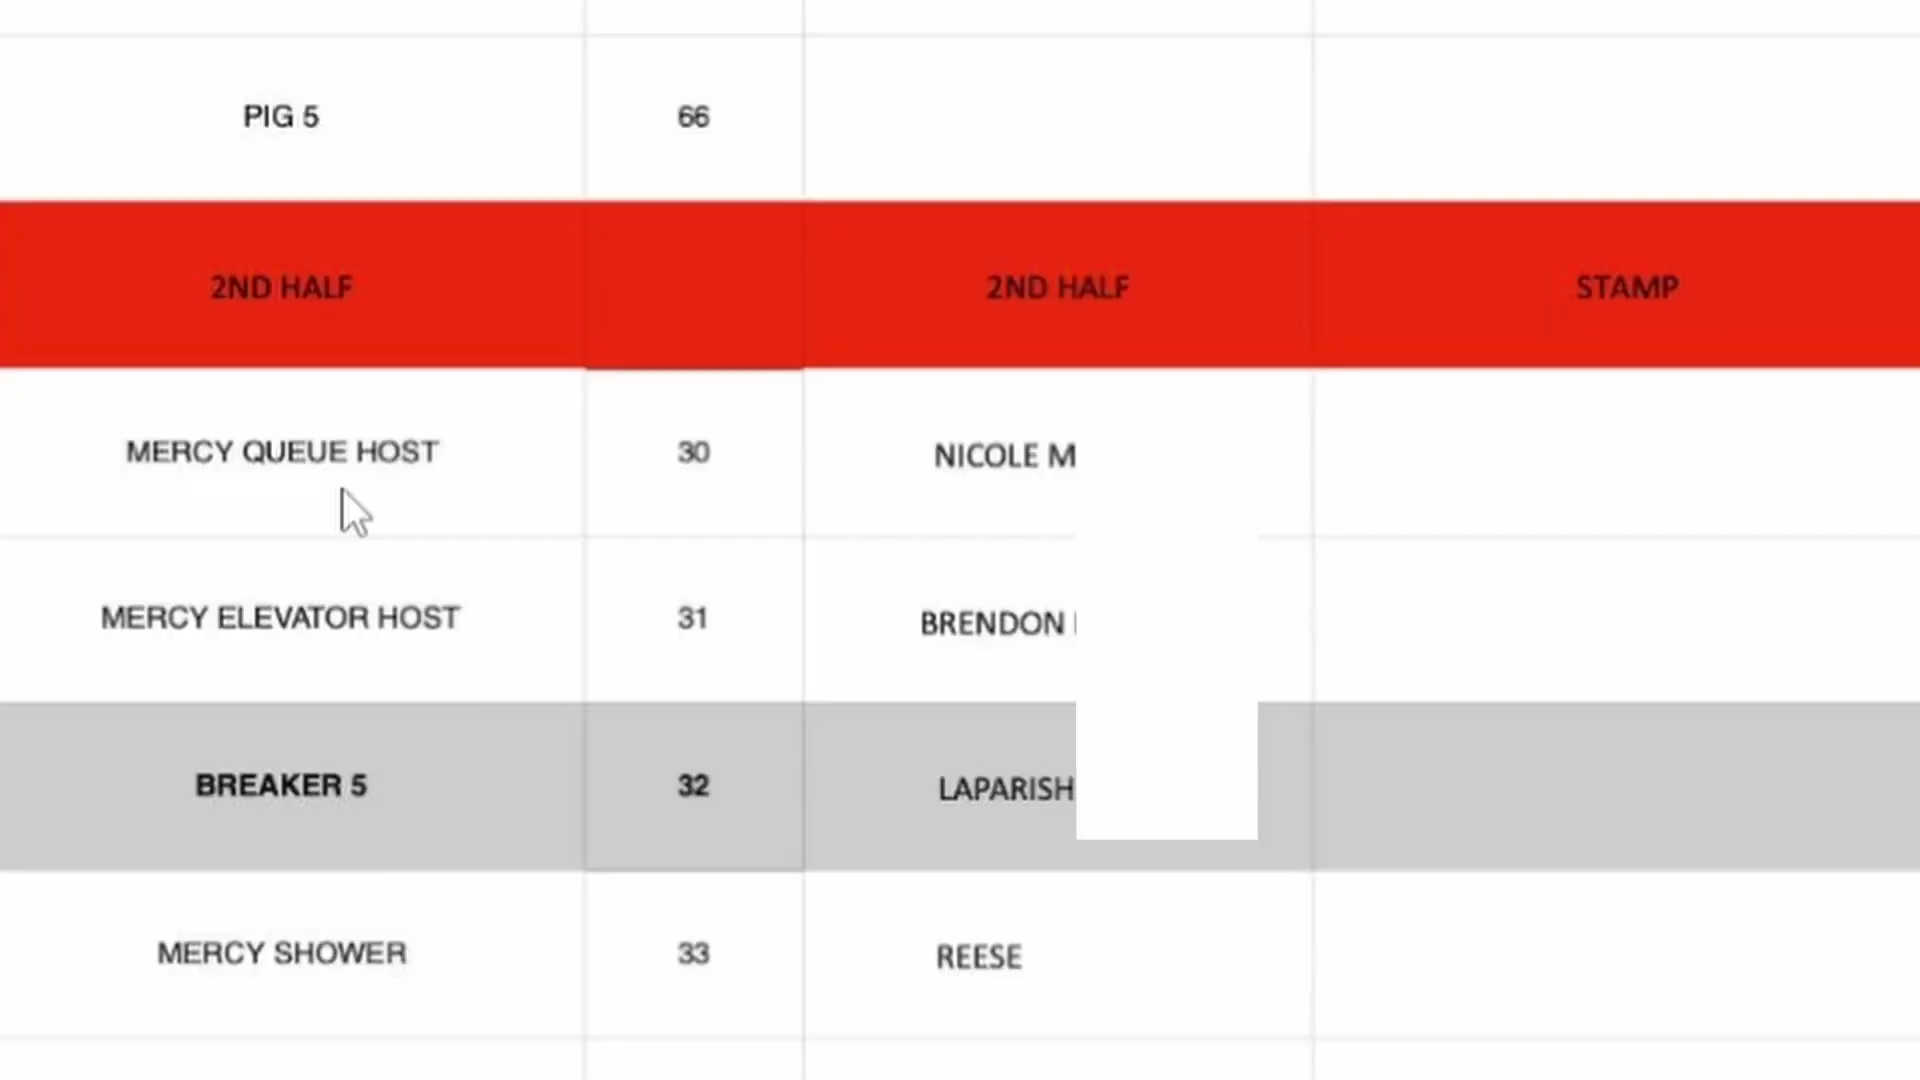 PIG 5 66
2ND HALF 2ND HALF STAMP
MERCY QUEUE HOST 30 NICOLE M
MERCY ELEVATOR HOST 31 BRENDON
BREAKER 5 32 LAPARISH
MERCY SHOWER 33 REESE